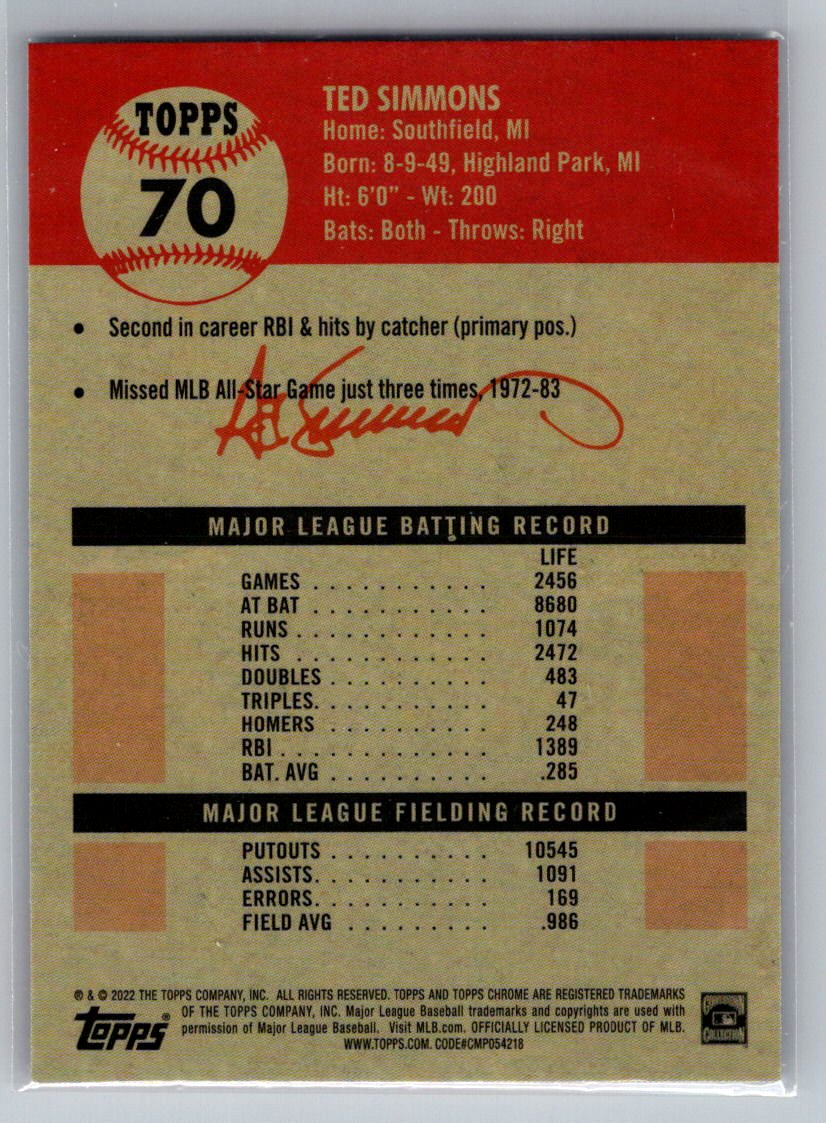 TOPPS
70
TED SIMMONS
Home: Southfield, MI
Born: 8-9-49, Highland Park, MI
Ht: 6'0" - Wt: 200
Bats: Both - Throws: Right
• Second in career RBI & hits by catcher (primary pos.)
• Missed MLB All-Star Game just three times, 1972-83
Ted Simmons
MAJOR LEAGUE BATTING RECORD
LIFE
GAMES . . . . . . . . . . . 2456
AT BAT . . . . . . . . . . . 8680
RUNS . . . . . . . . . . . . 1074
HITS . . . . . . . . . . . . 2472
DOUBLES . . . . . . . . . . 483
TRIPLES. . . . . . . . . . . 47
HOMERS . . . . . . . . . . 248
RBI . . . . . . . . . . . . . 1389
BAT. AVG . . . . . . . . . . .285
MAJOR LEAGUE FIELDING RECORD
PUTOUTS . . . . . . . . . . 10545
ASSISTS. . . . . . . . . . . 1091
ERRORS. . . . . . . . . . . 169
FIELD AVG . . . . . . . . . .986
® & © 2022 THE TOPPS COMPANY, INC. ALL RIGHTS RESERVED. TOPPS AND TOPPS CHROME ARE REGISTERED TRADEMARKS
OF THE TOPPS COMPANY, INC. Major League Baseball trademarks and copyrights are used with
Topps® permission of Major League Baseball. Visit MLB.com. OFFICIALLY LICENSED PRODUCT OF MLB.
WWW.TOPPS.COM. CODE#CMP054218
COLLECTION